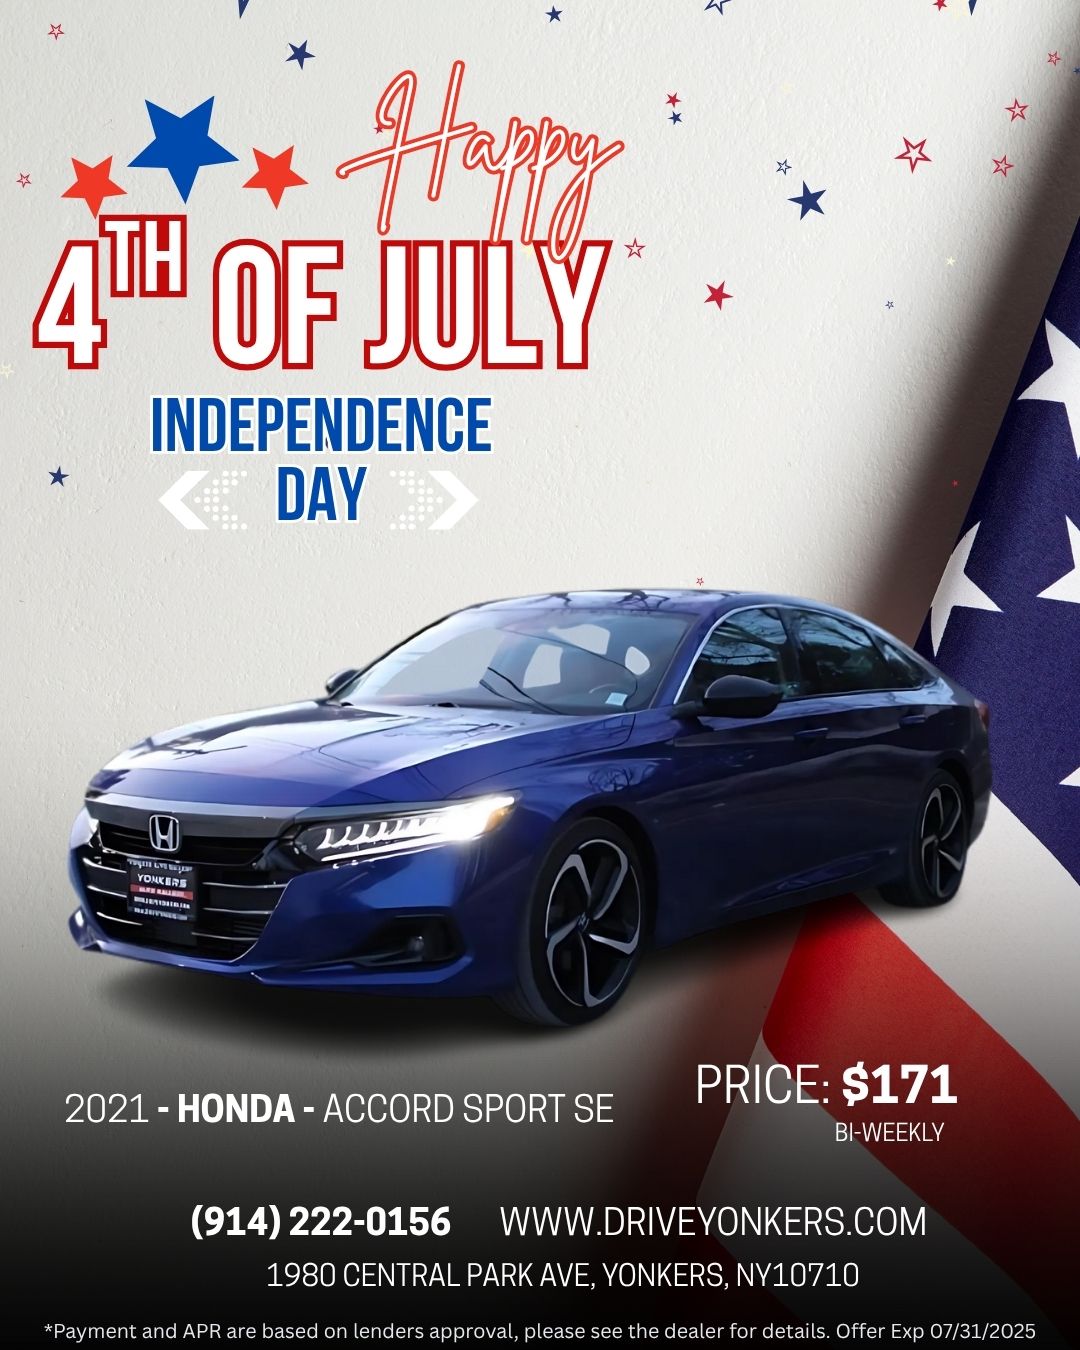 Happy
4TH OF JULY
INDEPENDENCE
DAY
YONKERS
2021 - HONDA - ACCORD SPORT SE
PRICE: $171
BI-WEEKLY
(914) 222-0156 WWW.DRIVEYONKERS.COM
1980 CENTRAL PARK AVE, YONKERS, NY10710
*Payment and APR are based on lenders approval, please see the dealer for details. Offer Exp 07/31/2025